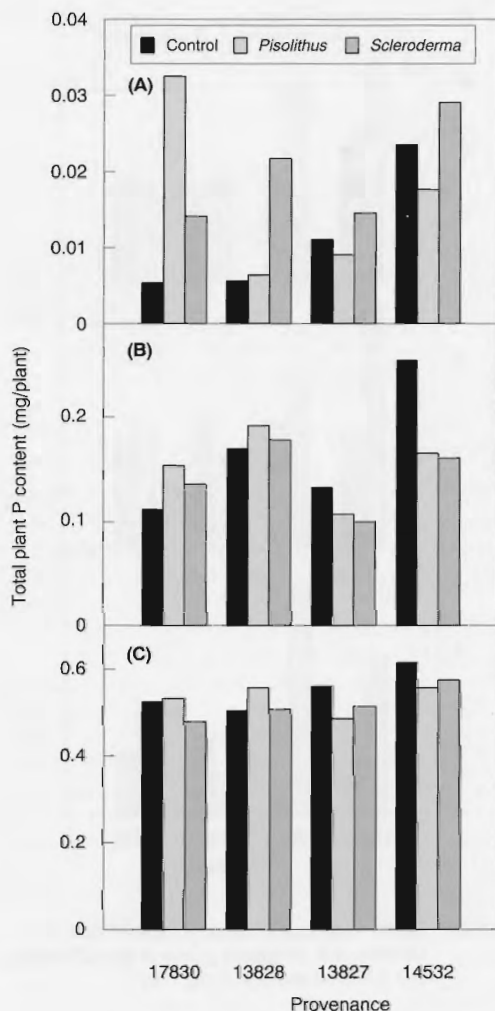 0.04
Control Pisolithus Scleroderma
(A)
0.03
0.02
0.01
0
(B)
0.2
0.1
0
(C)
0.6
0.4
0.2
0
Total plant P content (mg/plant)
17830 13828 13827 14532
Provenance